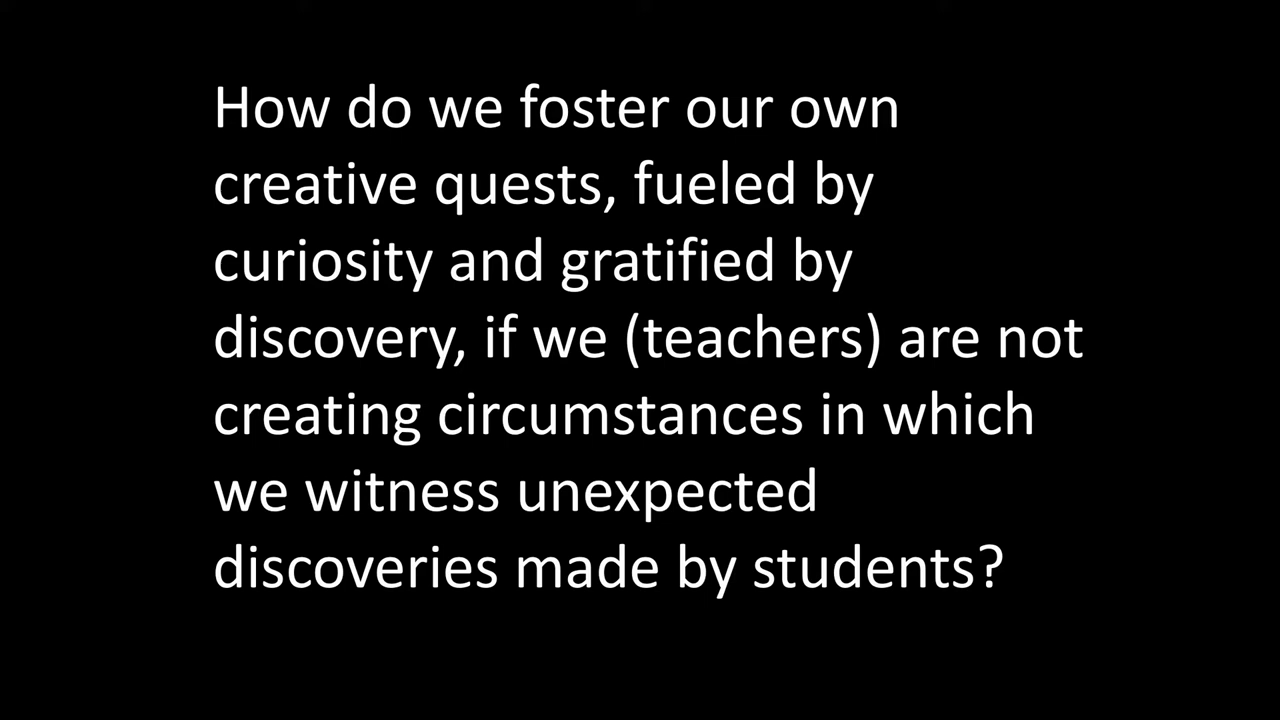 How do we foster our own
creative quests, fueled by
curiosity and gratified by
discovery, if we (teachers) are not
creating circumstances in which
we witness unexpected
discoveries made by students?